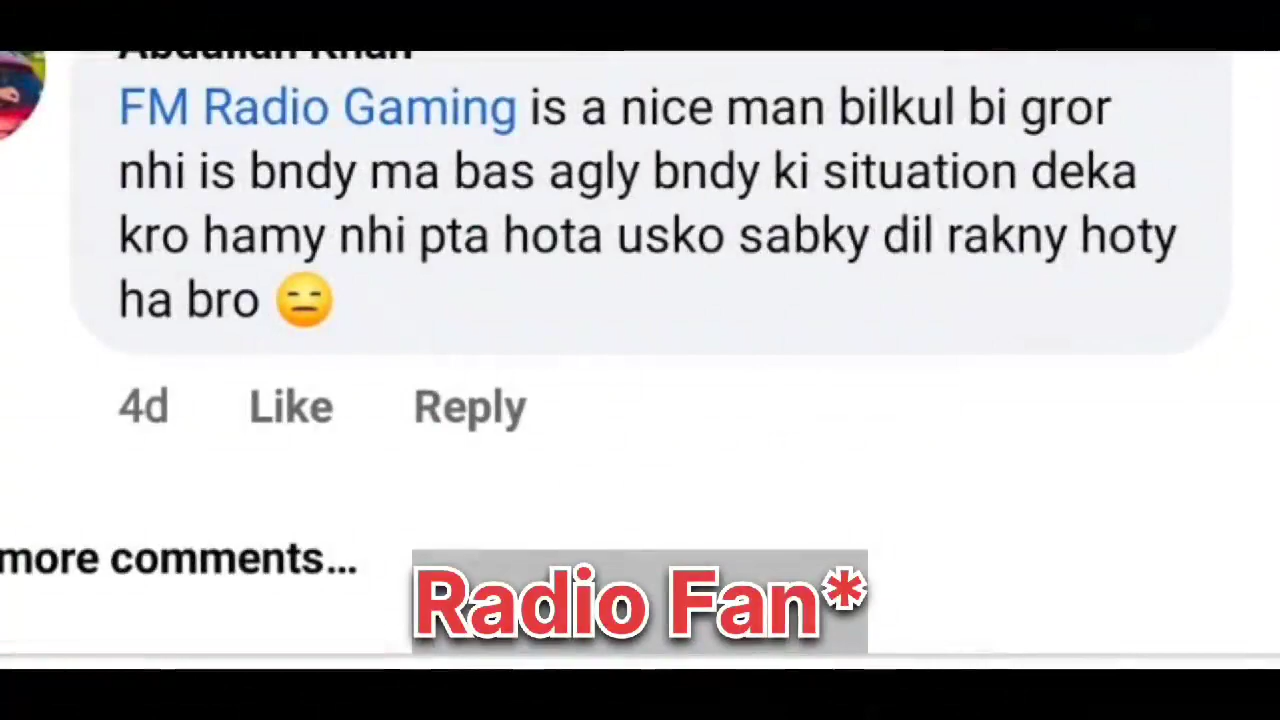 Abdullah Khan
FM Radio Gaming is a nice man bilkul bi gror
nhi is bndy ma bas agly bndy ki situation deka
kro hamy nhi pta hota usko sabky dil rakny hoty
ha bro 😑
4d Like Reply
more comments...
Radio Fan*